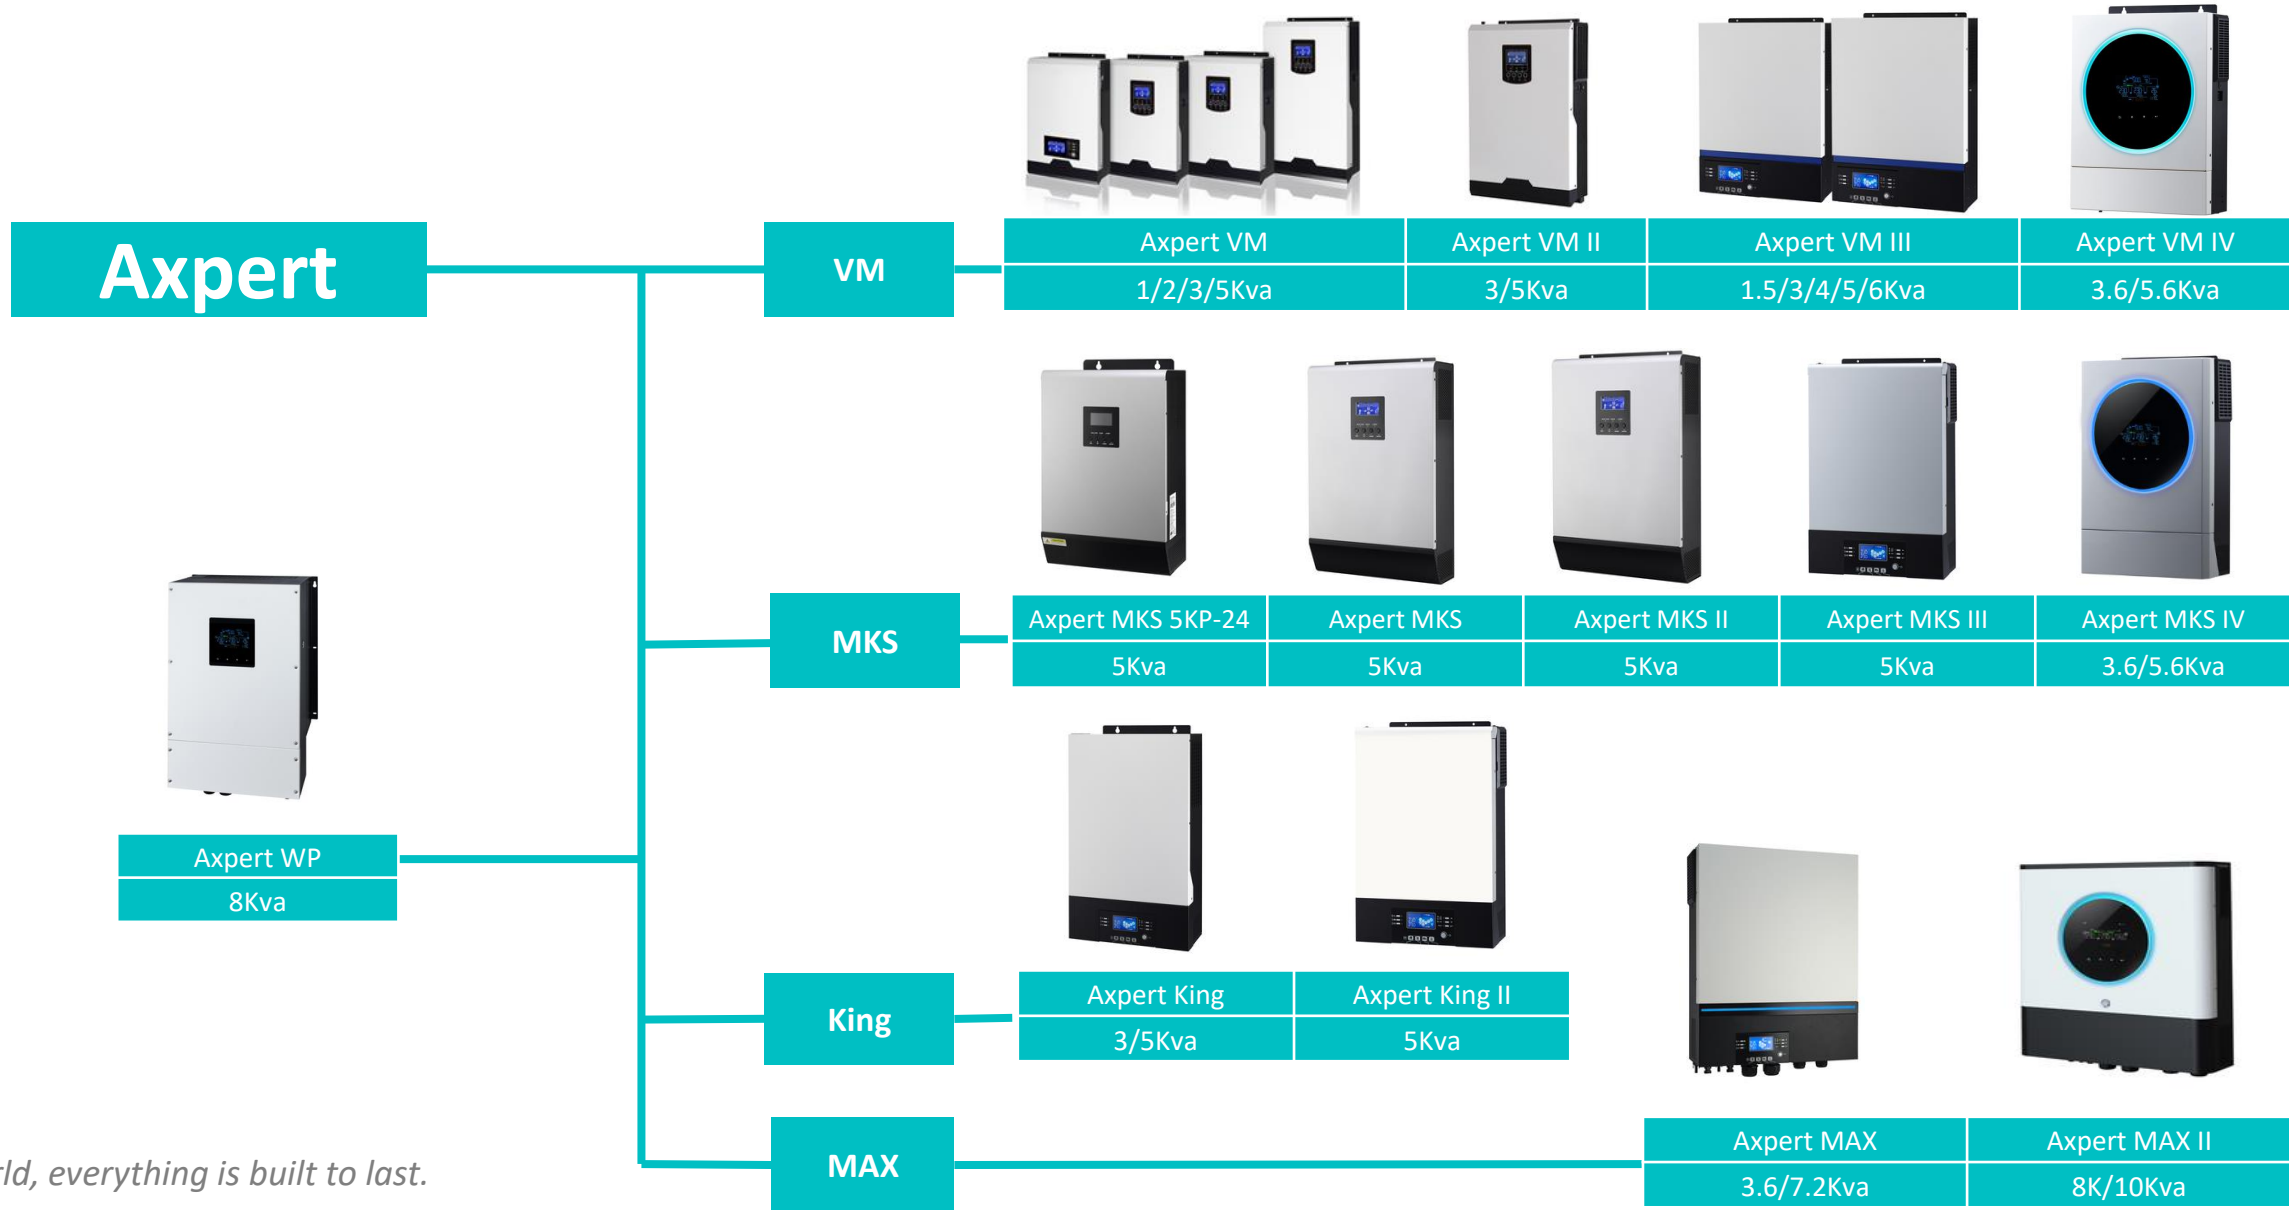 Axpert
VM
Axpert VM
Axpert VM II
Axpert VM III
Axpert VM IV
1/2/3/5Kva
3/5Kva
1.5/3/4/5/6Kva
3.6/5.6Kva
MKS
Axpert MKS 5KP-24
Axpert MKS
Axpert MKS II
Axpert MKS III
Axpert MKS IV
5Kva
5Kva
5Kva
5Kva
3.6/5.6Kva
Axpert WP
8Kva
King
Axpert King
Axpert King II
3/5Kva
5Kva
MAX
Axpert MAX
Axpert MAX II
3.6/7.2Kva
8K/10Kva
ld, everything is built to last.